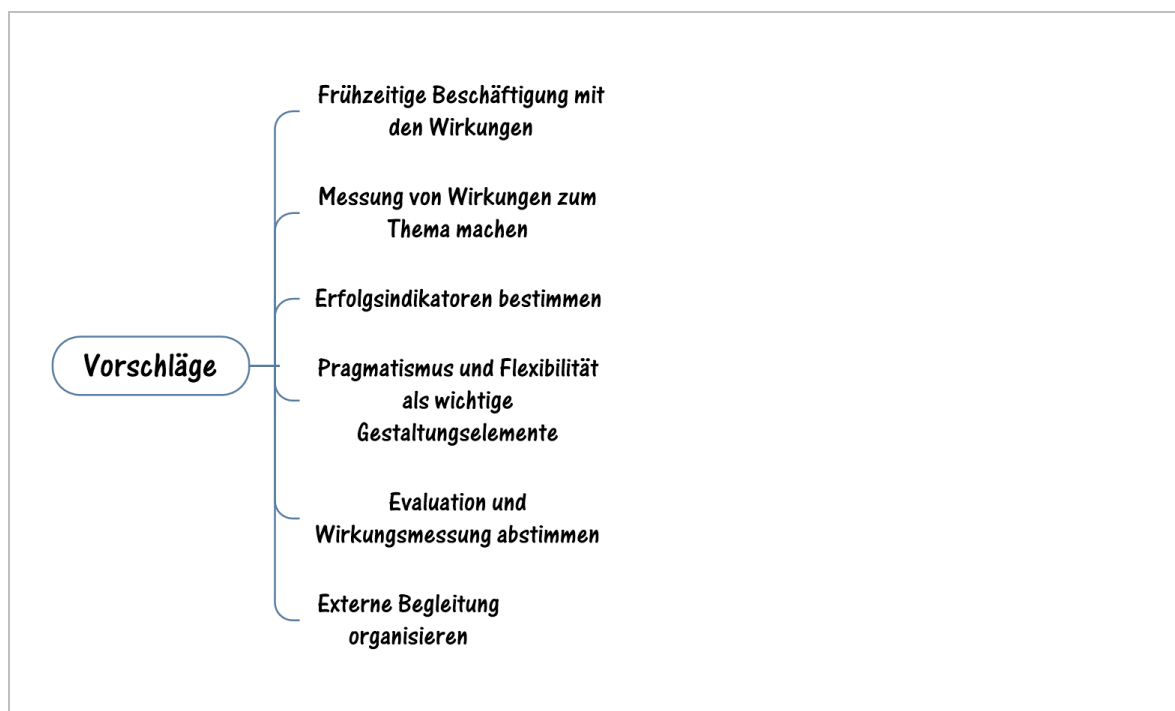 Vorschläge
Frühzeitige Beschäftigung mit
den Wirkungen
Messung von Wirkungen zum
Thema machen
Erfolgsindikatoren bestimmen
Pragmatismus und Flexibilität
als wichtige
Gestaltungselemente
Evaluation und
Wirkungsmessung abstimmen
Externe Begleitung
organisieren